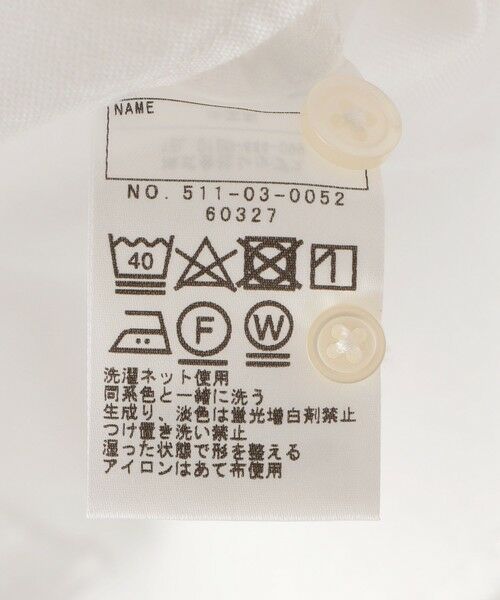 NAME
NO. 511-03-0052
60327
40
F W
洗濯ネット使用
同系色と一緒に洗う
生成り、淡色は蛍光増白剤禁止
つけ置き洗い禁止
湿った状態で形を整える
アイロンはあて布使用